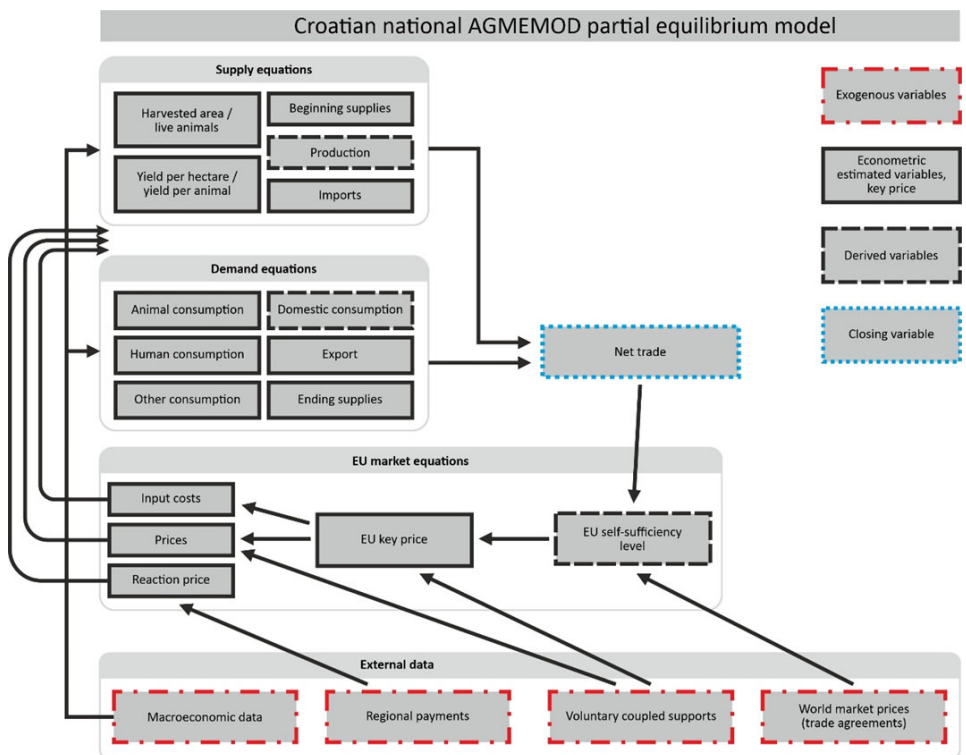 Croatian national AGMEMOD partial equilibrium model
Supply equations
Harvested area /
live animals
Yield per hectare /
yield per animal
Beginning supplies
Production
Imports
Exogenous variables
Econometric
estimated variables,
key price
Derived variables
Closing variable
Demand equations
Animal consumption
Domestic consumption
Human consumption
Export
Other consumption
Ending supplies
Net trade
EU market equations
Input costs
Prices
Reaction price
EU key price
EU self-sufficiency
level
External data
Macroeconomic data
Regional payments
Voluntary coupled supports
World market prices
(trade agreements)